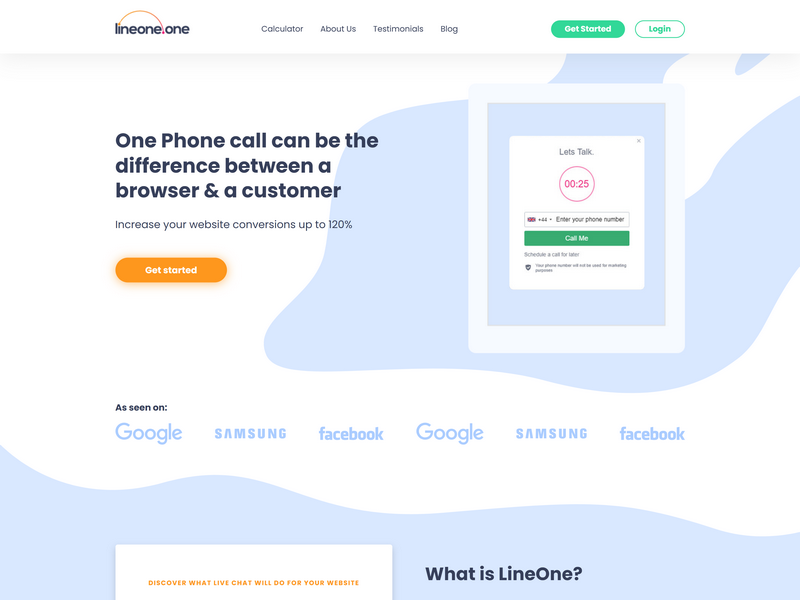 lineone.one
Calculator About Us Testimonials Blog
Get Started Login
One Phone call can be the
difference between a
browser & a customer
Increase your website conversions up to 120%
Get started
×
Lets Talk.
00:25
+44 Enter your phone number
Call Me
Schedule a call for later
Your phone number will not be used for marketing
purposes
As seen on:
Google SAMSUNG facebook Google SAMSUNG facebook
DISCOVER WHAT LIVE CHAT WILL DO FOR YOUR WEBSITE
What is LineOne?